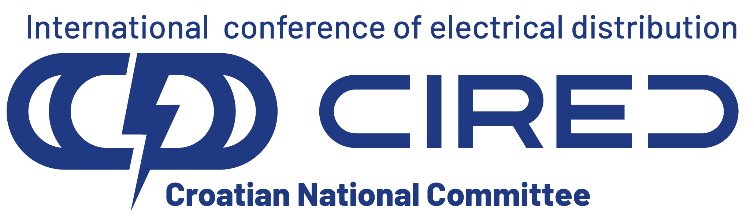 International conference of electrical distribution
CIRED
Croatian National Committee